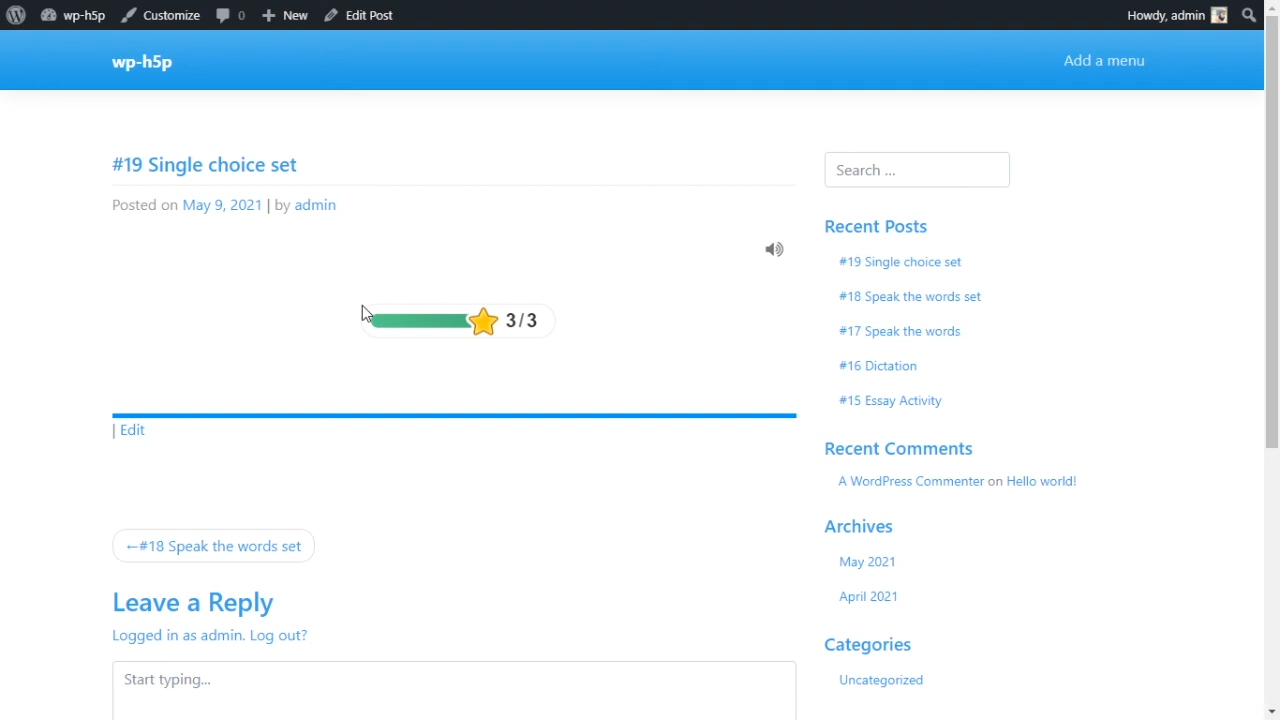 wp-h5p Customize 0 New Edit Post Howdy, admin
wp-h5p Add a menu
#19 Single choice set
Posted on May 9, 2021 | by admin
3/3
| Edit
←#18 Speak the words set
Leave a Reply
Logged in as admin. Log out?
Start typing...
Search ...
Recent Posts
#19 Single choice set
#18 Speak the words set
#17 Speak the words
#16 Dictation
#15 Essay Activity
Recent Comments
A WordPress Commenter on Hello world!
Archives
May 2021
April 2021
Categories
Uncategorized